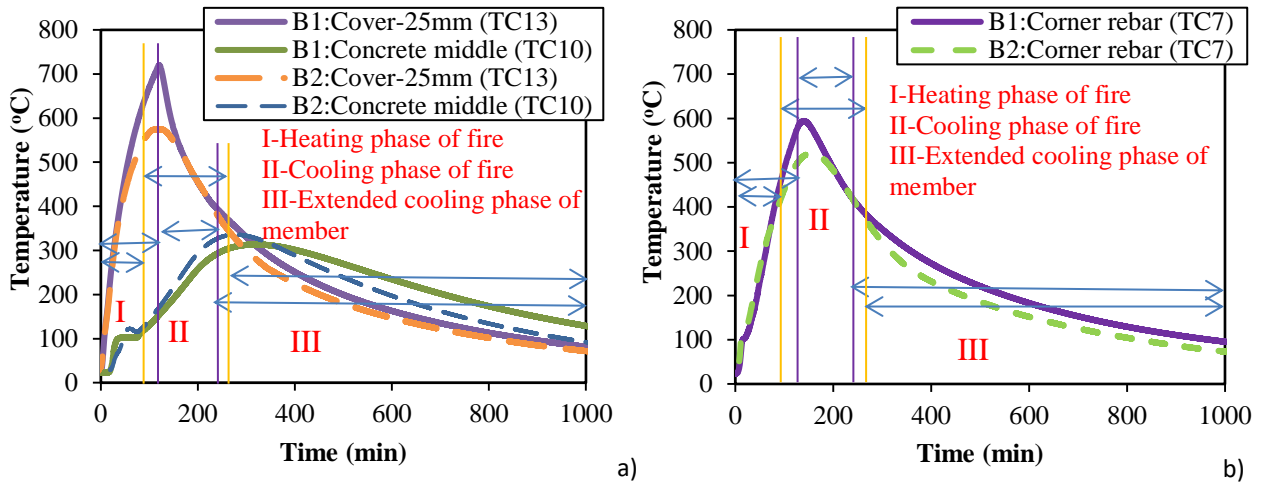 B1:Cover-25mm (TC13)
B1:Concrete middle (TC10)
B2:Cover-25mm (TC13)
B2:Concrete middle (TC10)
I-Heating phase of fire
II-Cooling phase of fire
III-Extended cooling phase of
member
I
II
III
Temperature (°C)
800
700
600
500
400
300
200
100
0
0 200 400 600 800 1000
Time (min)
a)
B1:Corner rebar (TC7)
B2:Corner rebar (TC7)
I-Heating phase of fire
II-Cooling phase of fire
III-Extended cooling phase of
member
I
II
III
Temperature (°C)
800
700
600
500
400
300
200
100
0
0 200 400 600 800 1000
Time (min)
b)